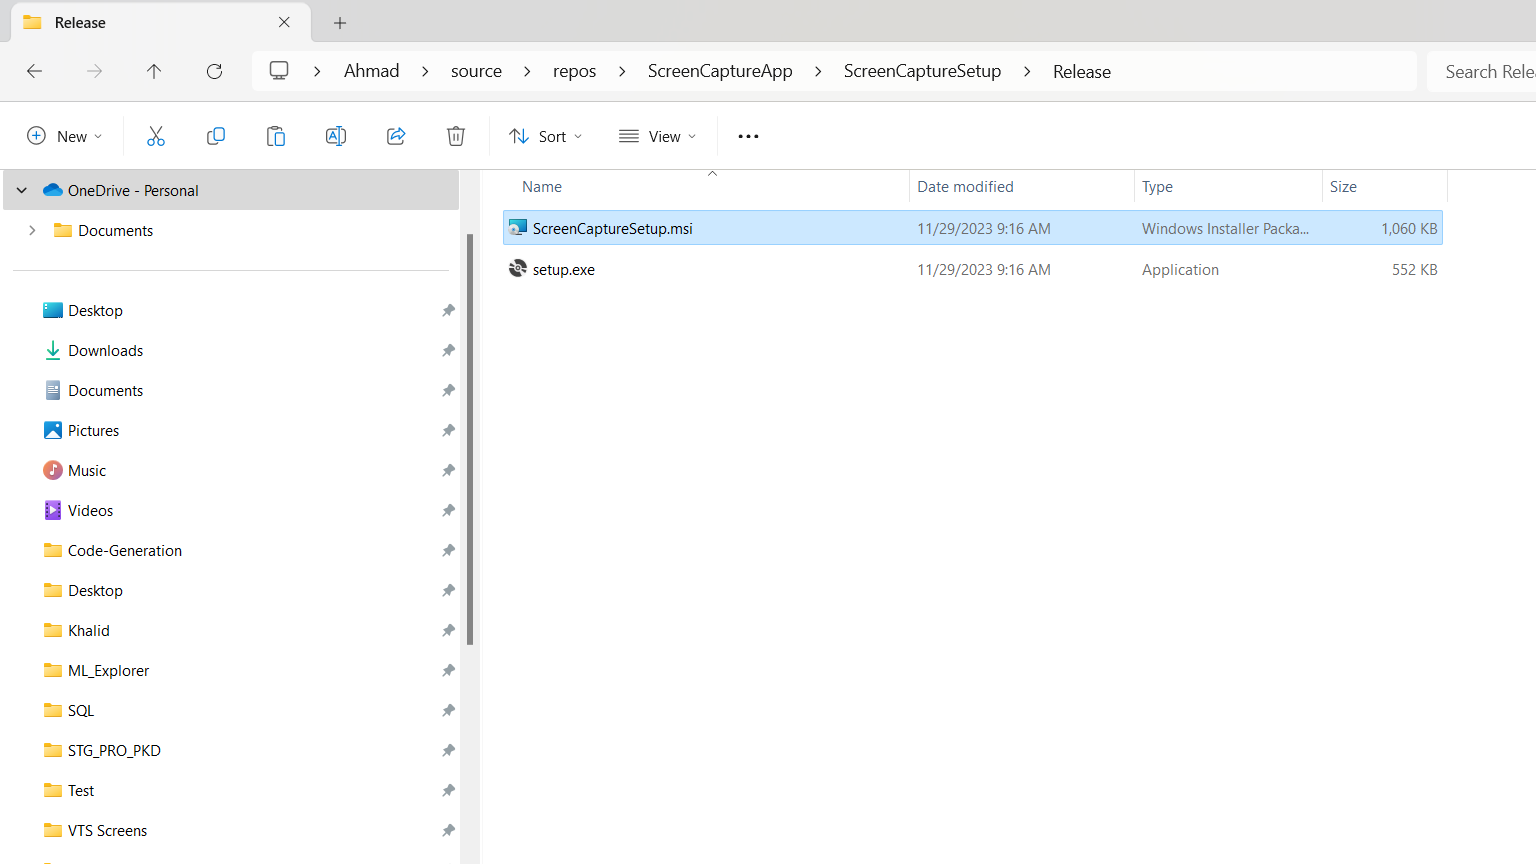 Release
Ahmad
source
repos
ScreenCaptureApp
ScreenCaptureSetup
Release
New
Sort
View
OneDrive - Personal
Documents
Desktop
Downloads
Documents
Pictures
Music
Videos
Code-Generation
Desktop
Khalid
ML_Explorer
SQL
STG_PRO_PKD
Test
VTS Screens
Name Date modified Type Size
ScreenCaptureSetup.msi 11/29/2023 9:16 AM Windows Installer Packa... 1,060 KB
setup.exe 11/29/2023 9:16 AM Application 552 KB